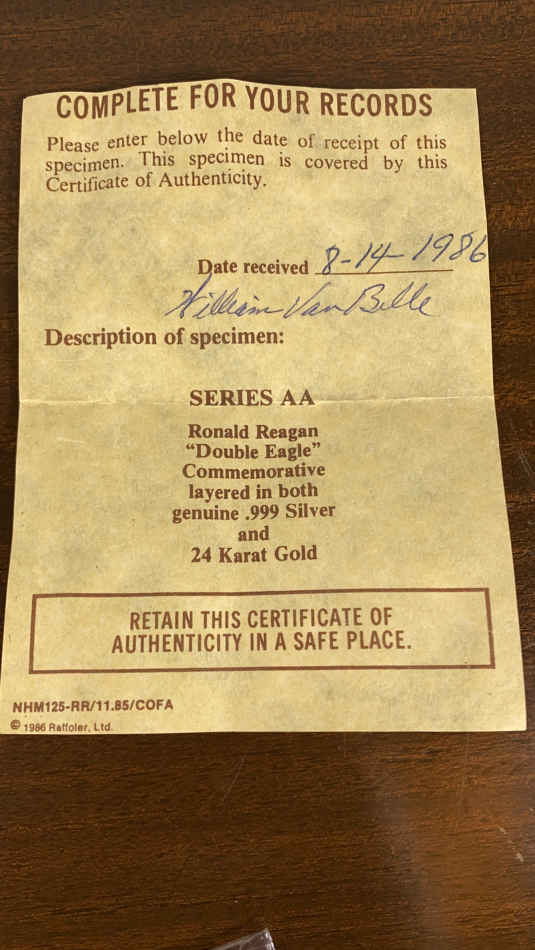 COMPLETE FOR YOUR RECORDS
Please enter below the date of receipt of this
specimen. This specimen is covered by this
Certificate of Authenticity.
Date received 8-14-1986
William Van Belle
Description of specimen:
SERIES AA
Ronald Reagan
“Double Eagle”
Commemorative
layered in both
genuine .999 Silver
and
24 Karat Gold
RETAIN THIS CERTIFICATE OF
AUTHENTICITY IN A SAFE PLACE.
NHM125-RR/11.85/COFA
© 1986 Raffoler, Ltd.